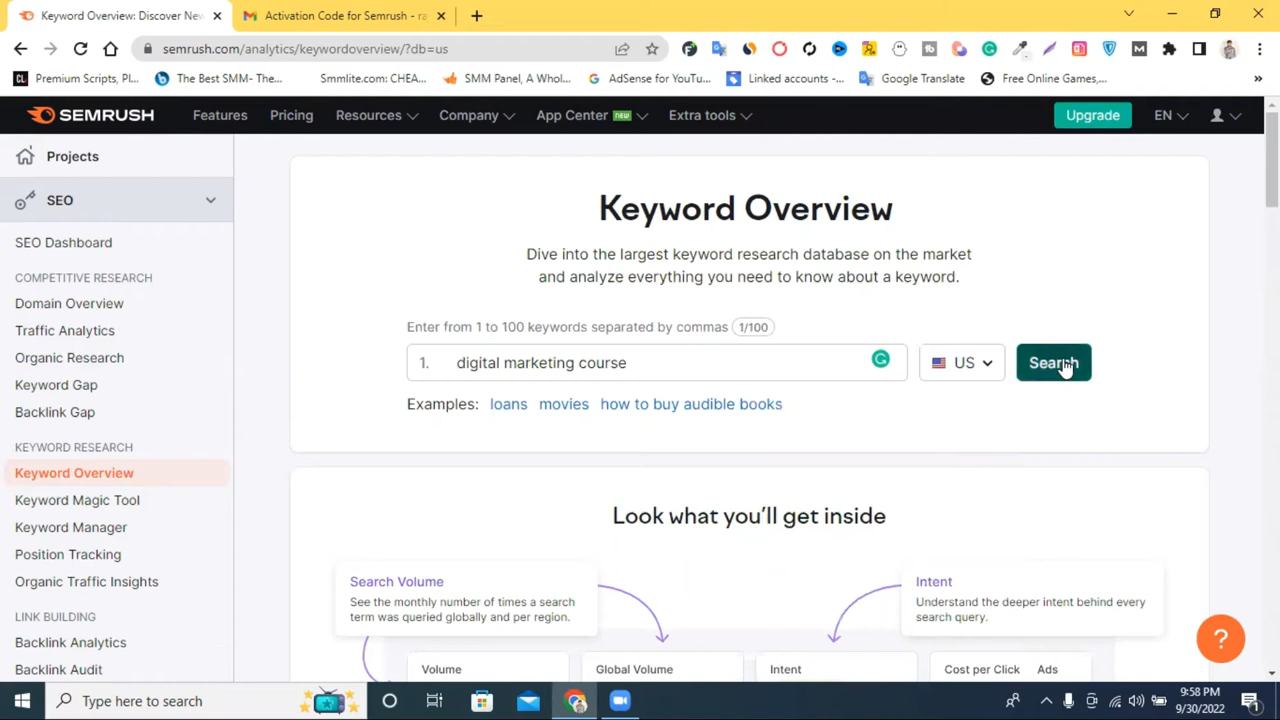 Keyword Overview: Discover New
Activation Code for Semrush - ra
semrush.com/analytics/keywordoverview/?db=us
Premium Scripts, Pl...
The Best SMM- The...
Smmlite.com: CHEA...
SMM Panel, A Whol...
AdSense for YouTu...
Linked accounts -...
Google Translate
Free Online Games,...
SEMRUSH
Features
Pricing
Resources
Company
App Center NEW
Extra tools
Upgrade
EN
Projects
SEO
SEO Dashboard
COMPETITIVE RESEARCH
Domain Overview
Traffic Analytics
Organic Research
Keyword Gap
Backlink Gap
KEYWORD RESEARCH
Keyword Overview
Keyword Magic Tool
Keyword Manager
Position Tracking
Organic Traffic Insights
LINK BUILDING
Backlink Analytics
Backlink Audit
Keyword Overview
Dive into the largest keyword research database on the market
and analyze everything you need to know about a keyword.
Enter from 1 to 100 keywords separated by commas 1/100
1. digital marketing course
US
Search
Examples: loans movies how to buy audible books
Look what you'll get inside
Search Volume
See the monthly number of times a search
term was queried globally and per region.
Intent
Understand the deeper intent behind every
search query.
Volume
Global Volume
Intent
Cost per Click
Ads
?
Type here to search
9:58 PM
9/30/2022